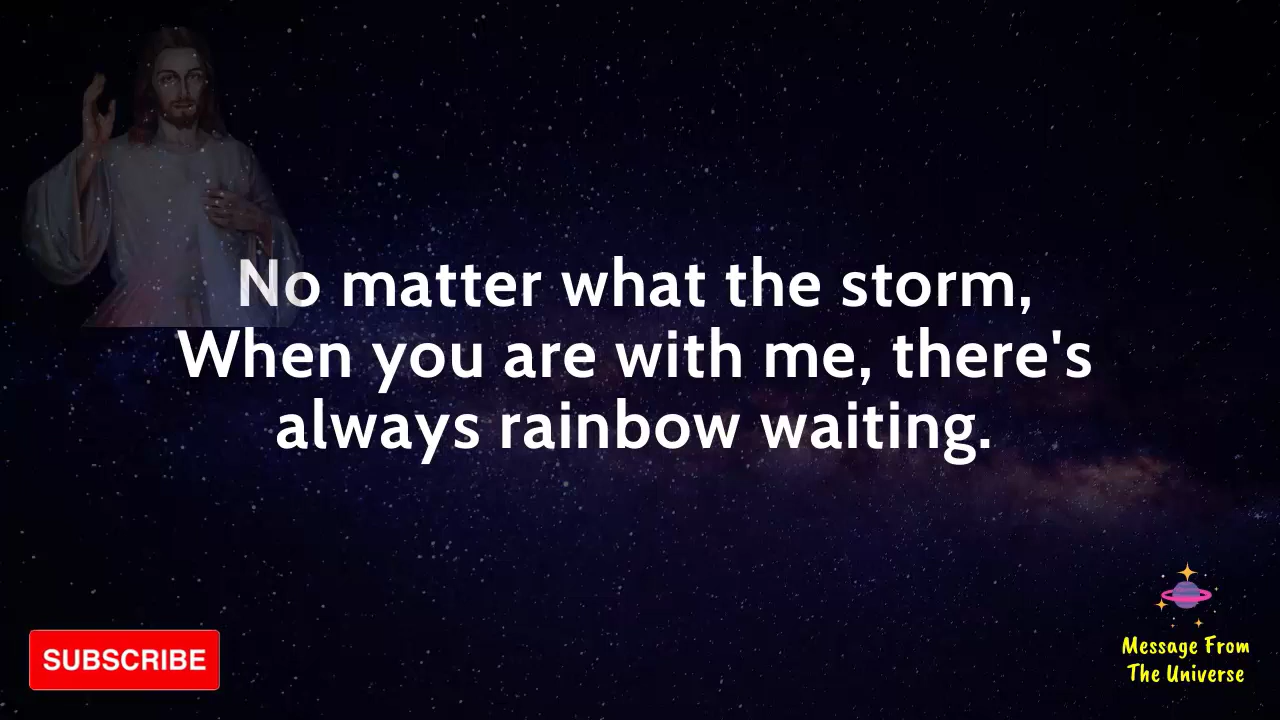 No matter what the storm,
When you are with me, there's
always rainbow waiting.
SUBSCRIBE
Message From
The Universe